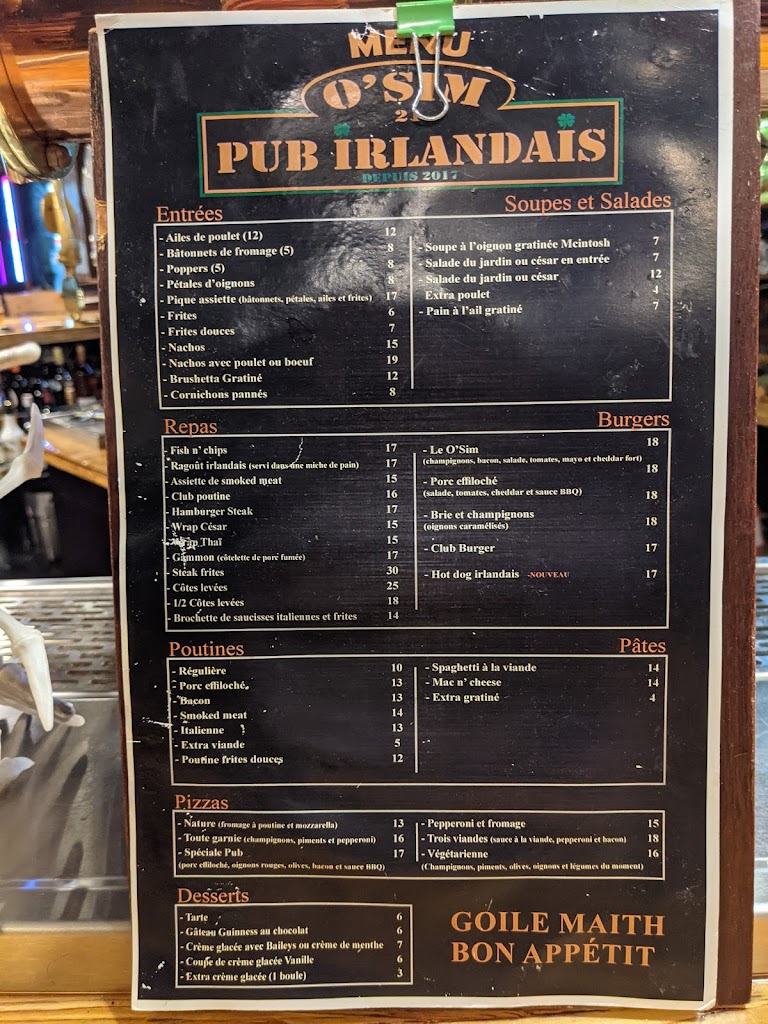 MENU
O'SIM
PUB IRLANDAIS
DEPUIS 2017
Entrées
- Ailes de poulet (12) 12
- Bâtonnets de fromage (5) 8
- Poppers (5) 8
- Pétales d'oignons 8
- Pique assiette (bâtonnets, pétales, ailes et frites) 17
- Frites 6
- Frites douces 7
- Nachos 15
- Nachos avec poulet ou boeuf 19
- Brushetta Gratiné 12
- Cornichons pannés 8
Soupes et Salades
- Soupe à l'oignon gratinée Mcintosh 7
- Salade du jardin ou césar en entrée 7
- Salade du jardin ou césar 12
Extra poulet 4
- Pain à l'ail gratiné 7
Repas
- Fish n' chips 17
- Ragoût irlandais (servi dans une miche de pain) 17
- Assiette de smoked meat 15
- Club poutine 16
- Hamburger Steak 17
- Wrap César 15
- Wrap Thaï 15
- Gammon (côtelette de porc fumée) 17
- Steak frites 30
- Côtes levées 25
- 1/2 Côtes levées 18
- Brochette de saucisses italiennes et frites 14
Burgers
18
- Le O'Sim
(champignons, bacon, salade, tomates, mayo et cheddar fort)
18
- Porc effiloché
(salade, tomates, cheddar et sauce BBQ)
18
- Brie et champignons
(oignons caramélisés)
18
- Club Burger 17
- Hot dog irlandais -NOUVEAU 17
Poutines
- Régulière 10
- Porc effiloché 13
- Bacon 13
- Smoked meat 14
- Italienne 13
- Extra viande 5
- Poutine frites douces 12
Pâtes
- Spaghetti à la viande 14
- Mac n' cheese 14
- Extra gratiné 4
Pizzas
- Nature (fromage à poutine et mozzarella) 13
- Toute garnie (champignons, piments et pepperoni) 16
- Spéciale Pub 17
(porc effiloché, oignons rouges, olives, bacon et sauce BBQ)
- Pepperoni et fromage 15
- Trois viandes (sauce à la viande, pepperoni et bacon) 18
- Végétarienne 16
(Champignons, piments, olives, oignons et légumes du moment)
Desserts
- Tarte 6
- Gâteau Guinness au chocolat 6
- Crème glacée avec Baileys ou crème de menthe 7
- Coupe de crème glacée Vanille 6
- Extra crème glacée (1 boule) 3
GOILE MAITH
BON APPÉTIT